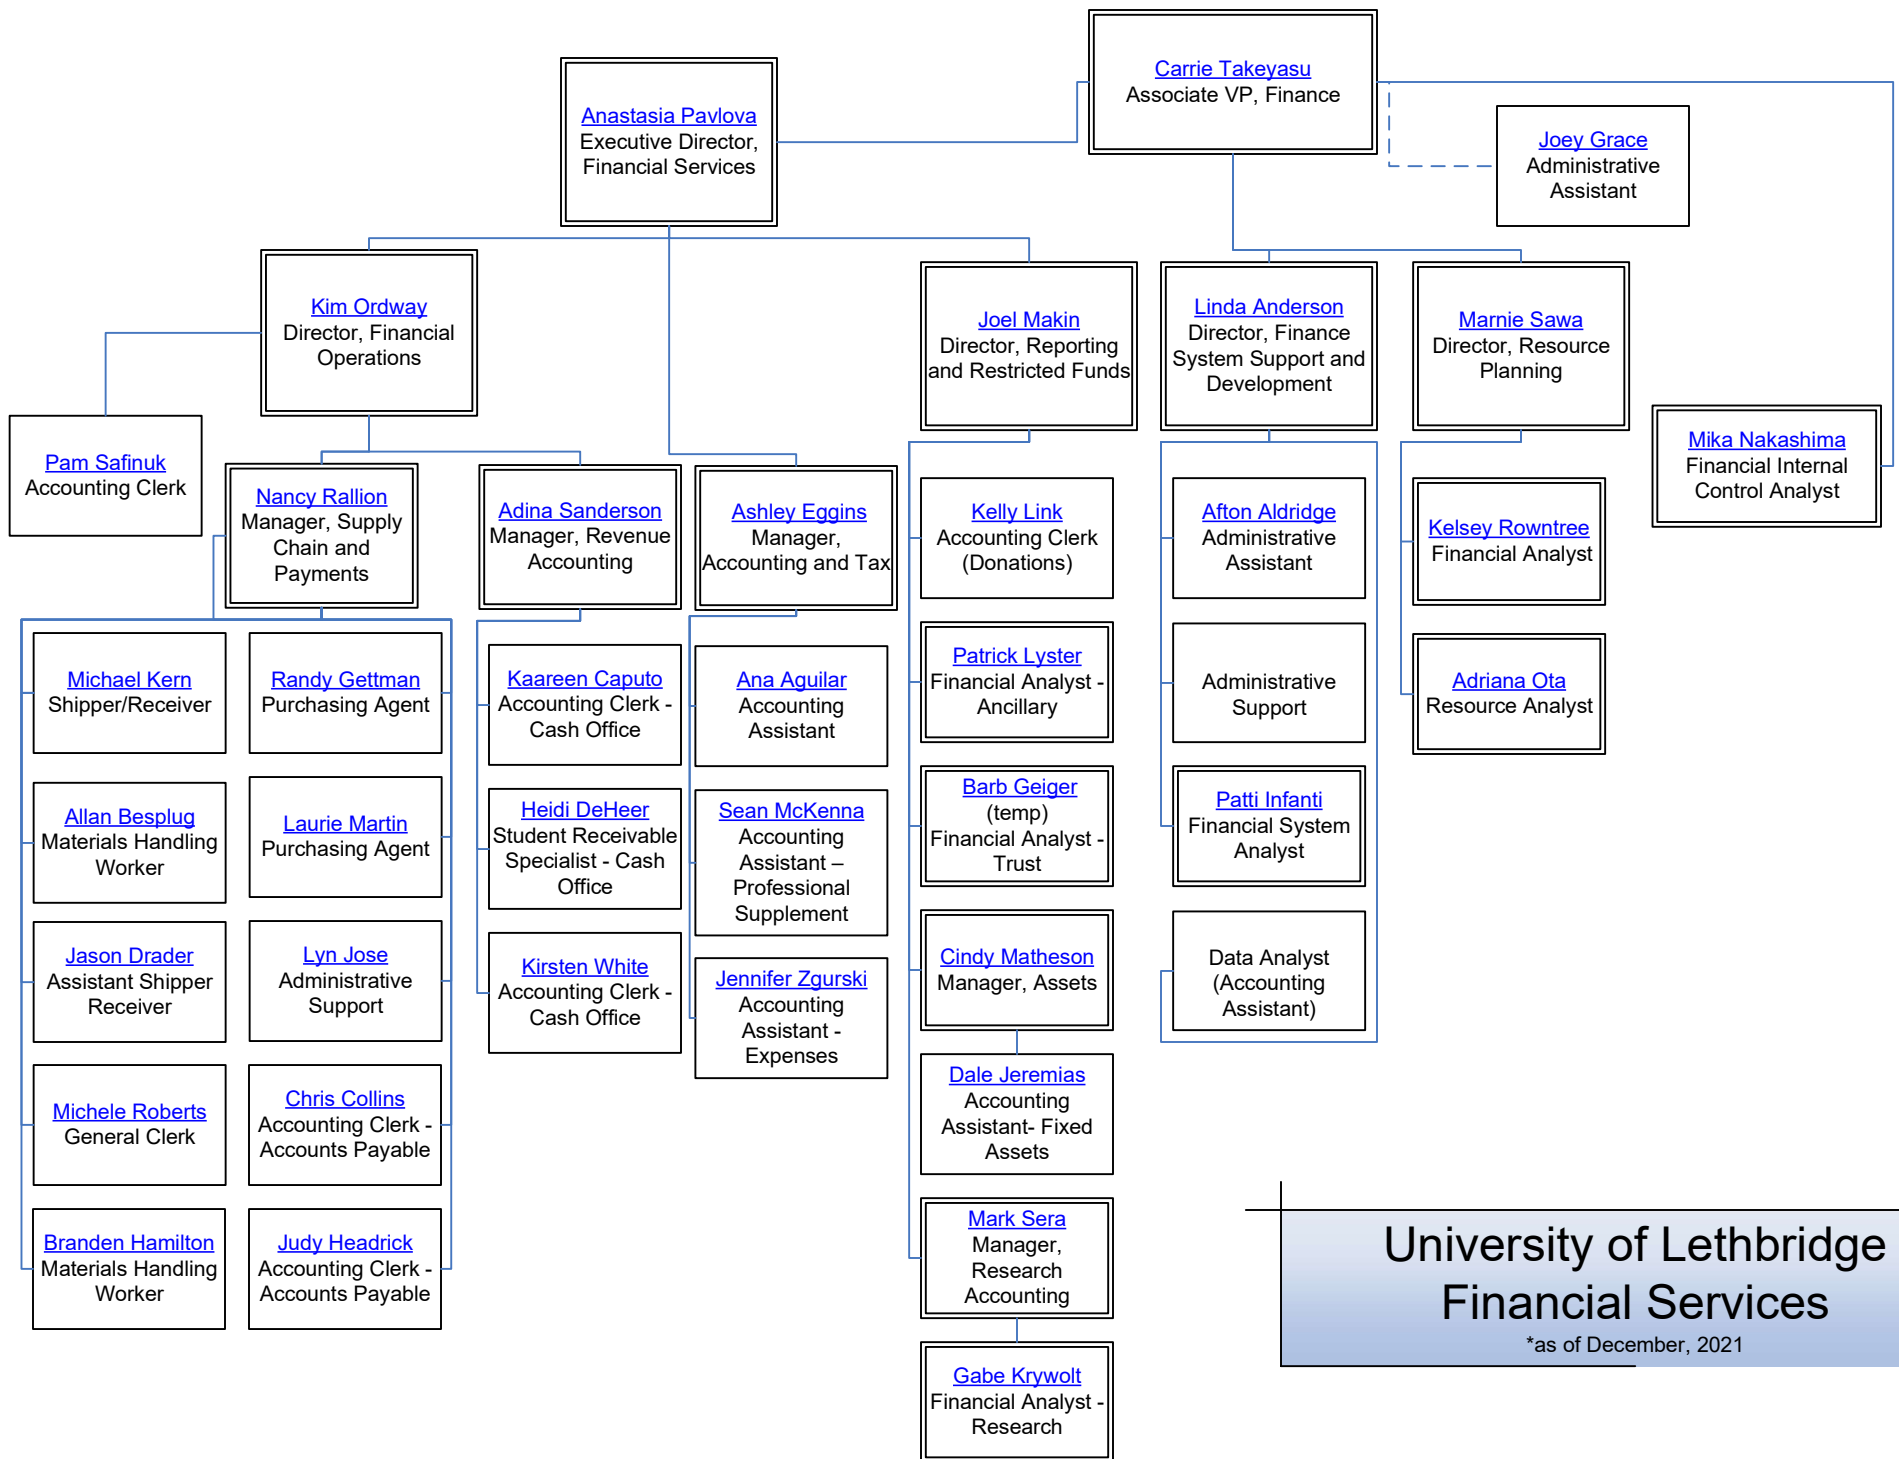 Carrie Takeyasu
Associate VP, Finance
Anastasia Pavlova
Executive Director,
Financial Services
Joey Grace
Administrative
Assistant
Kim Ordway
Director, Financial
Operations
Joel Makin
Director, Reporting
and Restricted Funds
Linda Anderson
Director, Finance
System Support and
Development
Marnie Sawa
Director, Resource
Planning
Mika Nakashima
Financial Internal
Control Analyst
Pam Safinuk
Accounting Clerk
Nancy Rallion
Manager, Supply
Chain and
Payments
Adina Sanderson
Manager, Revenue
Accounting
Ashley Eggins
Manager,
Accounting and Tax
Kelly Link
Accounting Clerk
(Donations)
Afton Aldridge
Administrative
Assistant
Kelsey Rowntree
Financial Analyst
Michael Kern
Shipper/Receiver
Randy Gettman
Purchasing Agent
Kaareen Caputo
Accounting Clerk -
Cash Office
Ana Aguilar
Accounting
Assistant
Patrick Lyster
Financial Analyst -
Ancillary
Administrative
Support
Adriana Ota
Resource Analyst
Allan Besplug
Materials Handling
Worker
Laurie Martin
Purchasing Agent
Heidi DeHeer
Student Receivable
Specialist - Cash
Office
Sean McKenna
Accounting
Assistant –
Professional
Supplement
Barb Geiger
(temp)
Financial Analyst -
Trust
Patti Infanti
Financial System
Analyst
Jason Drader
Assistant Shipper
Receiver
Lyn Jose
Administrative
Support
Kirsten White
Accounting Clerk -
Cash Office
Jennifer Zgurski
Accounting
Assistant -
Expenses
Cindy Matheson
Manager, Assets
Data Analyst
(Accounting
Assistant)
Michele Roberts
General Clerk
Chris Collins
Accounting Clerk -
Accounts Payable
Dale Jeremias
Accounting
Assistant- Fixed
Assets
Branden Hamilton
Materials Handling
Worker
Judy Headrick
Accounting Clerk -
Accounts Payable
Mark Sera
Manager,
Research
Accounting
Gabe Krywolt
Financial Analyst -
Research
University of Lethbridge
Financial Services
*as of December, 2021